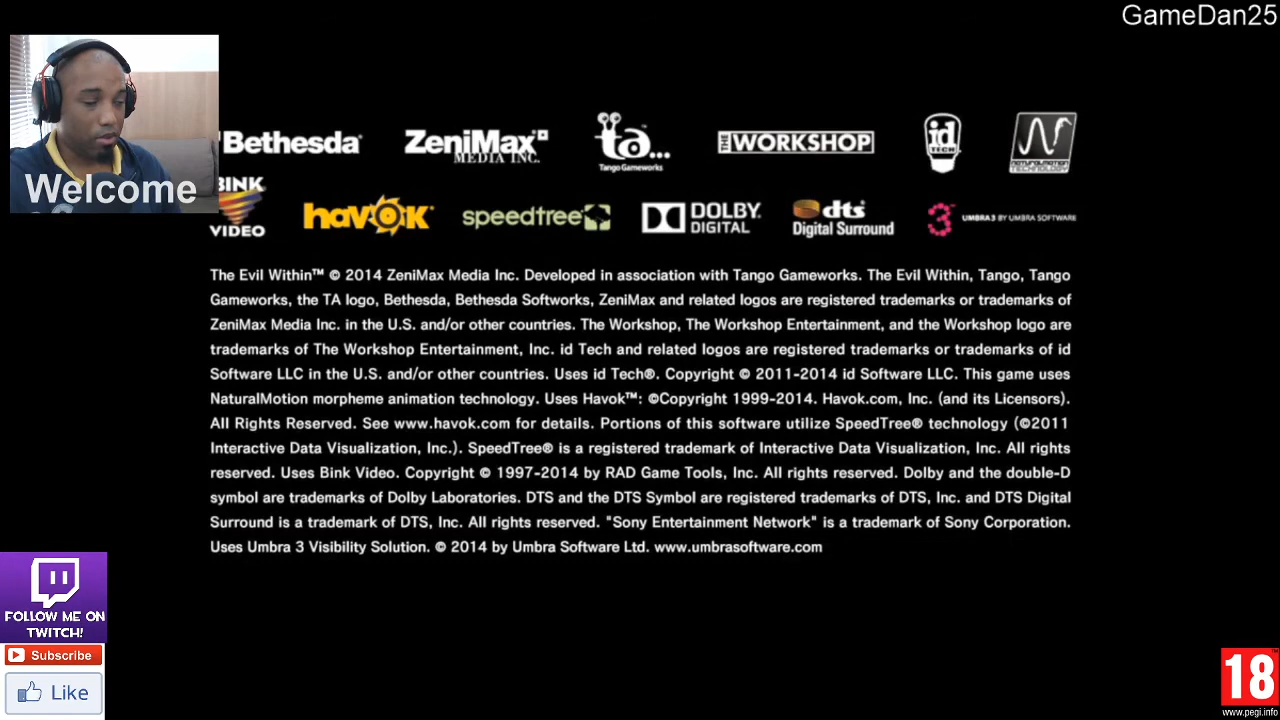 GameDan25
Bethesda ZeniMax MEDIA INC. ta... Tango Gameworks THE WORKSHOP id TECH NATURALMOTION TECHNOLOGY
Welcome
BINK VIDEO havok speedtree DOLBY DIGITAL dts Digital Surround 3 UMBRA3 BY UMBRA SOFTWARE
The Evil Within™ © 2014 ZeniMax Media Inc. Developed in association with Tango Gameworks. The Evil Within, Tango, Tango
Gameworks, the TA logo, Bethesda, Bethesda Softworks, ZeniMax and related logos are registered trademarks or trademarks of
ZeniMax Media Inc. in the U.S. and/or other countries. The Workshop, The Workshop Entertainment, and the Workshop logo are
trademarks of The Workshop Entertainment, Inc. id Tech and related logos are registered trademarks or trademarks of id
Software LLC in the U.S. and/or other countries. Uses id Tech®. Copyright © 2011-2014 id Software LLC. This game uses
NaturalMotion morpheme animation technology. Uses Havok™: ©Copyright 1999-2014. Havok.com, Inc. (and its Licensors).
All Rights Reserved. See www.havok.com for details. Portions of this software utilize SpeedTree® technology (©2011
Interactive Data Visualization, Inc.). SpeedTree® is a registered trademark of Interactive Data Visualization, Inc. All rights
reserved. Uses Bink Video. Copyright © 1997-2014 by RAD Game Tools, Inc. All rights reserved. Dolby and the double-D
symbol are trademarks of Dolby Laboratories. DTS and the DTS Symbol are registered trademarks of DTS, Inc. and DTS Digital
Surround is a trademark of DTS, Inc. All rights reserved. "Sony Entertainment Network" is a trademark of Sony Corporation.
Uses Umbra 3 Visibility Solution. © 2014 by Umbra Software Ltd. www.umbrasoftware.com
FOLLOW ME ON
TWITCH!
Subscribe
Like
18
www.pegi.info